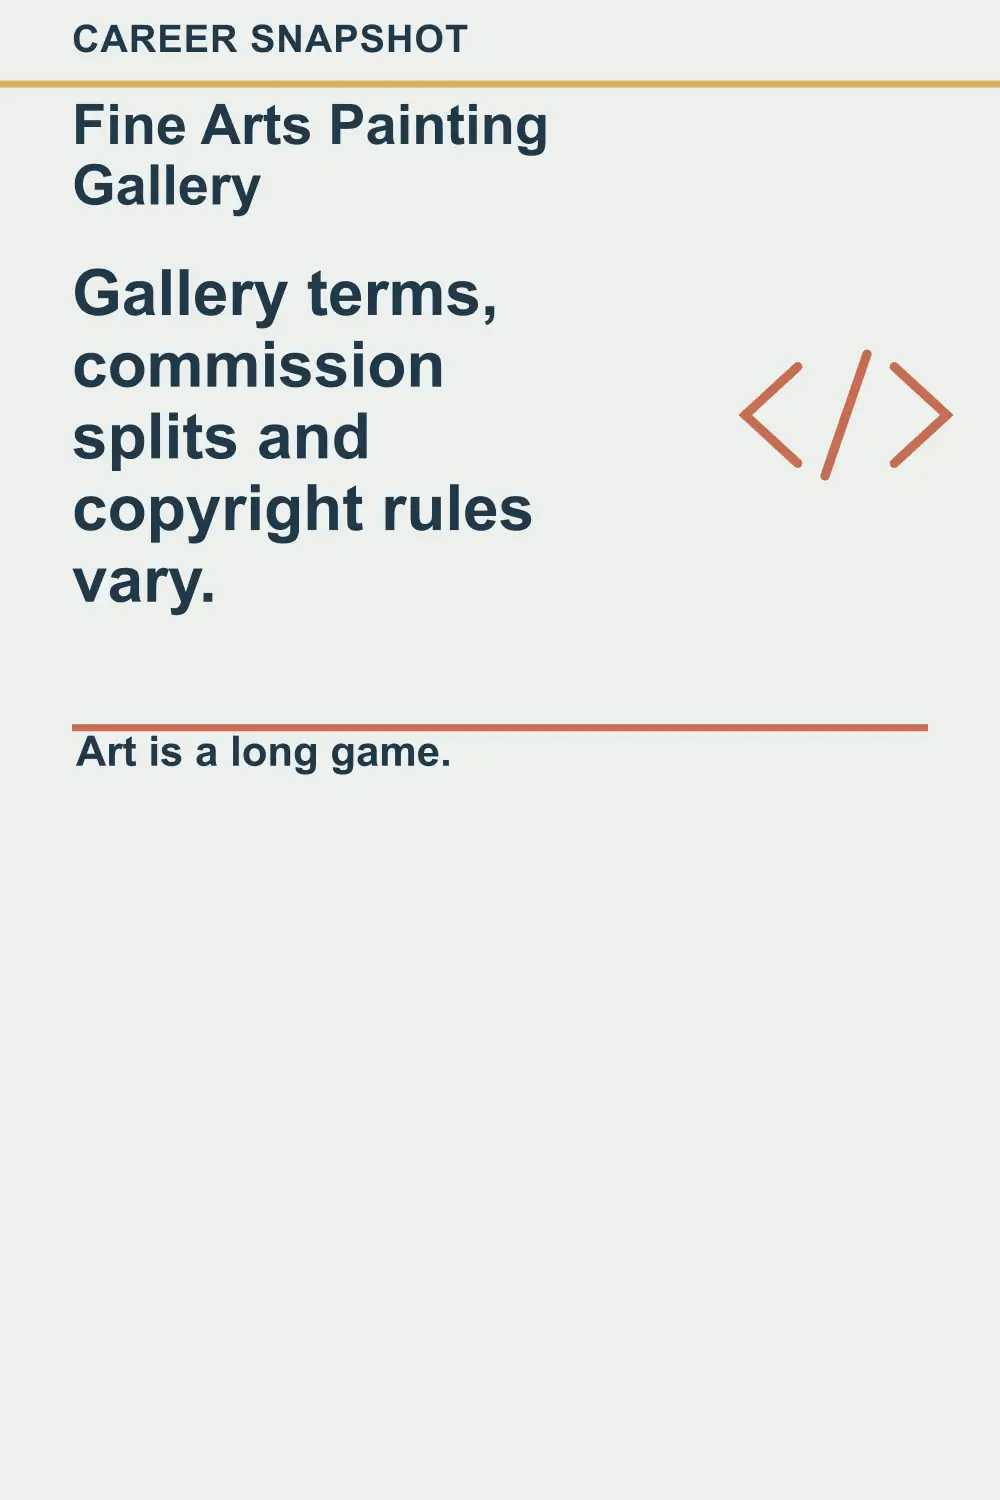 CAREER SNAPSHOT
Fine Arts Painting
Gallery
Gallery terms,
commission
splits and
copyright rules
vary.
Art is a long game.